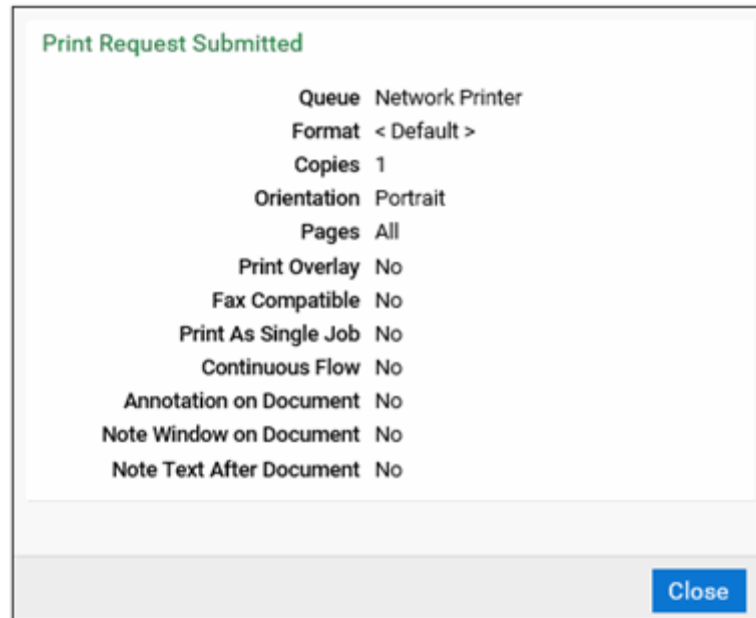 Print Request Submitted
Queue Network Printer
Format < Default >
Copies 1
Orientation Portrait
Pages All
Print Overlay No
Fax Compatible No
Print As Single Job No
Continuous Flow No
Annotation on Document No
Note Window on Document No
Note Text After Document No
Close